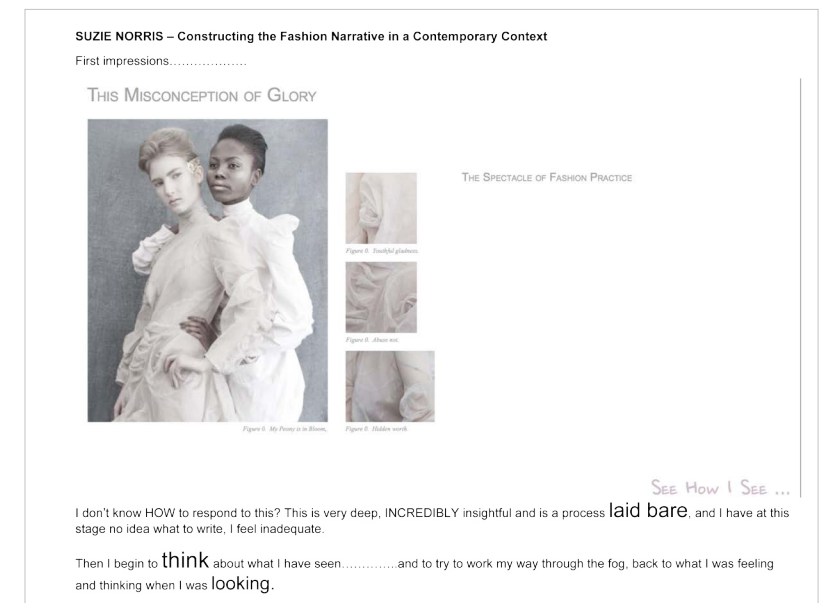 SUZIE NORRIS – Constructing the Fashion Narrative in a Contemporary Context
First impressions………………
THIS MISCONCEPTION OF GLORY
THE SPECTACLE OF FASHION PRACTICE
Figure 0. Youthful gladness.
Figure 0. Abuse not.
Figure 0. My Peony is in Bloom,
Figure 0. Hidden worth.
SEE HOW I SEE ...
I don't know HOW to respond to this? This is very deep, INCREDIBLY insightful and is a process laid bare, and I have at this
stage no idea what to write, I feel inadequate.
Then I begin to think about what I have seen…………..and to try to work my way through the fog, back to what I was feeling
and thinking when I was looking.